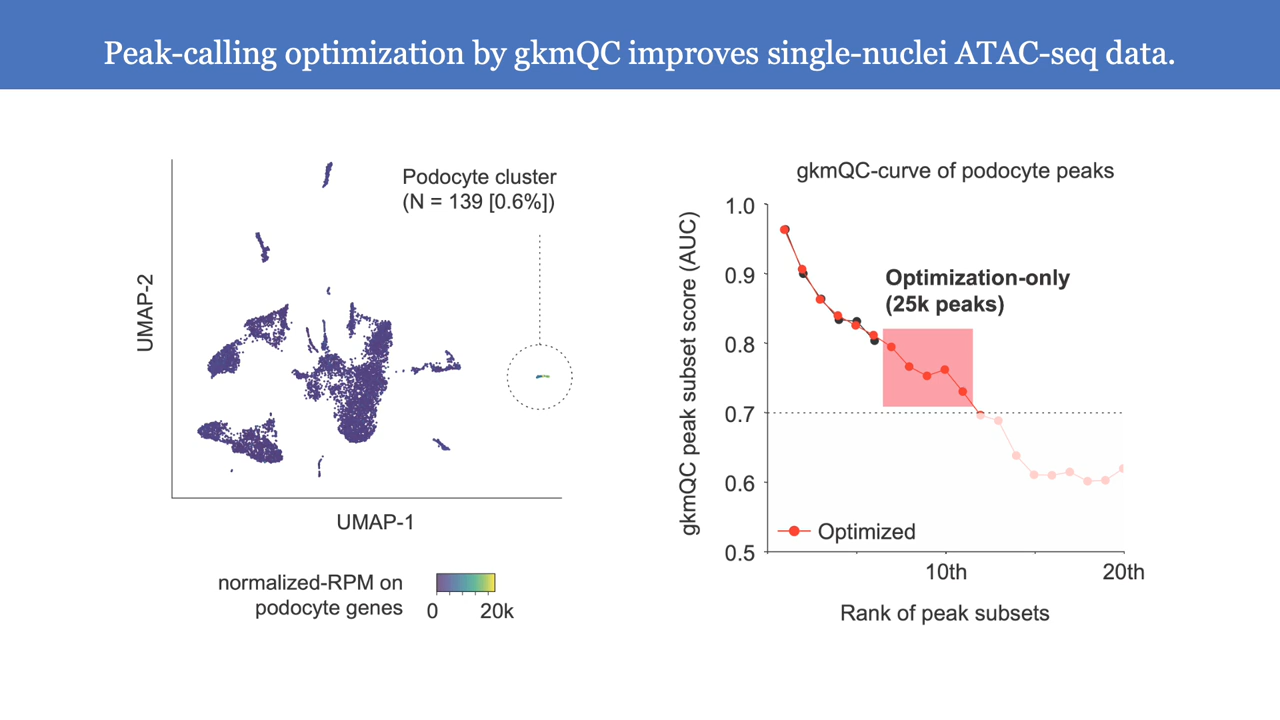 Peak-calling optimization by gkmQC improves single-nuclei ATAC-seq data.
Podocyte cluster
(N = 139 [0.6%])
UMAP-2
UMAP-1
normalized-RPM on
podocyte genes
0
20k
gkmQC-curve of podocyte peaks
gkmQC peak subset score (AUC)
1.0
0.9
0.8
0.7
0.6
0.5
Optimization-only
(25k peaks)
Optimized
10th
20th
Rank of peak subsets